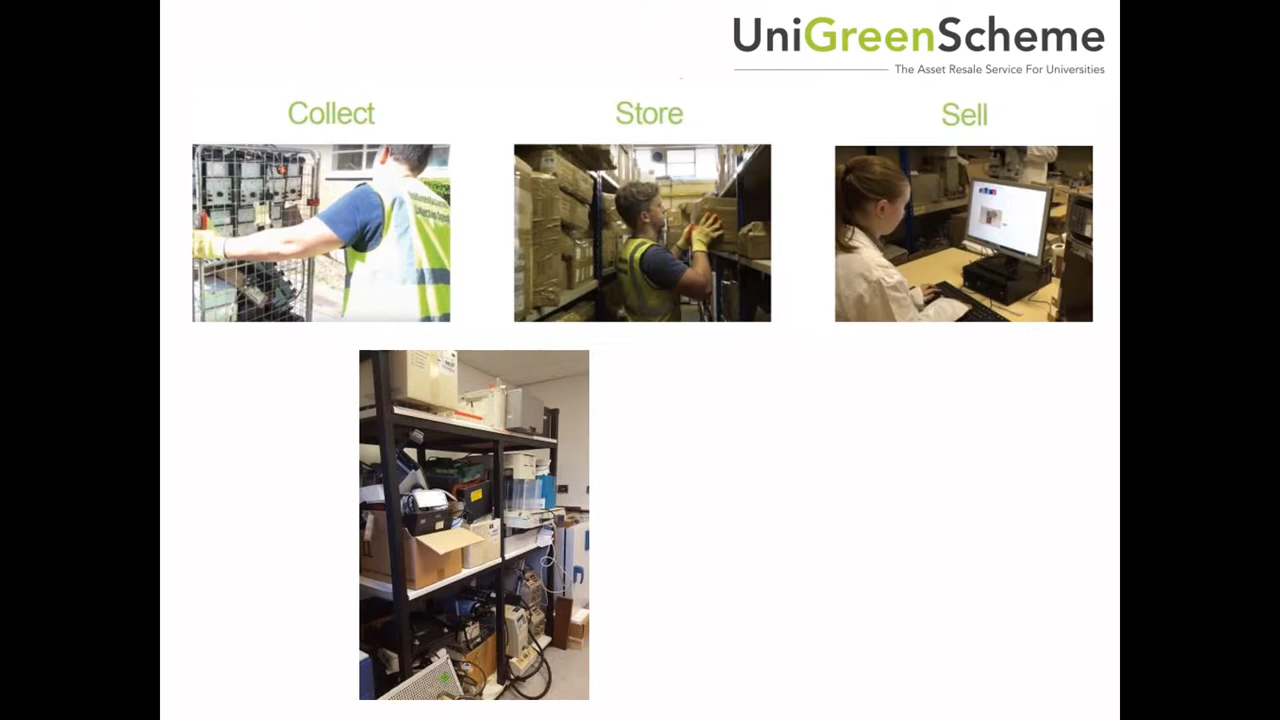 UniGreenScheme
The Asset Resale Service For Universities
Collect
Store
Sell